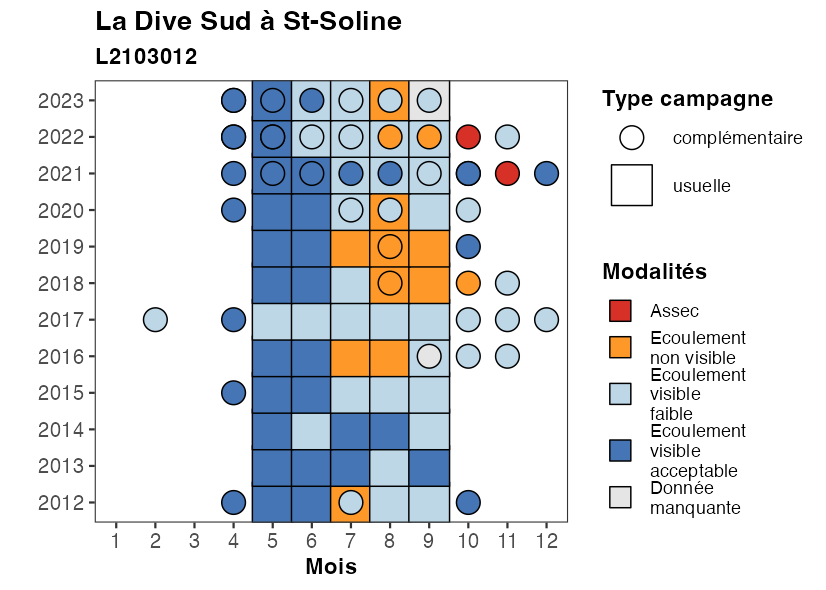 La Dive Sud à St-Soline
L2103012
2023
2022
2021
2020
2019
2018
2017
2016
2015
2014
2013
2012
1 2 3 4 5 6 7 8 9 10 11 12
Mois
Type campagne
complémentaire
usuelle
Modalités
Assec
Ecoulement
non visible
Ecoulement
visible
faible
Ecoulement
visible
acceptable
Donnée
manquante